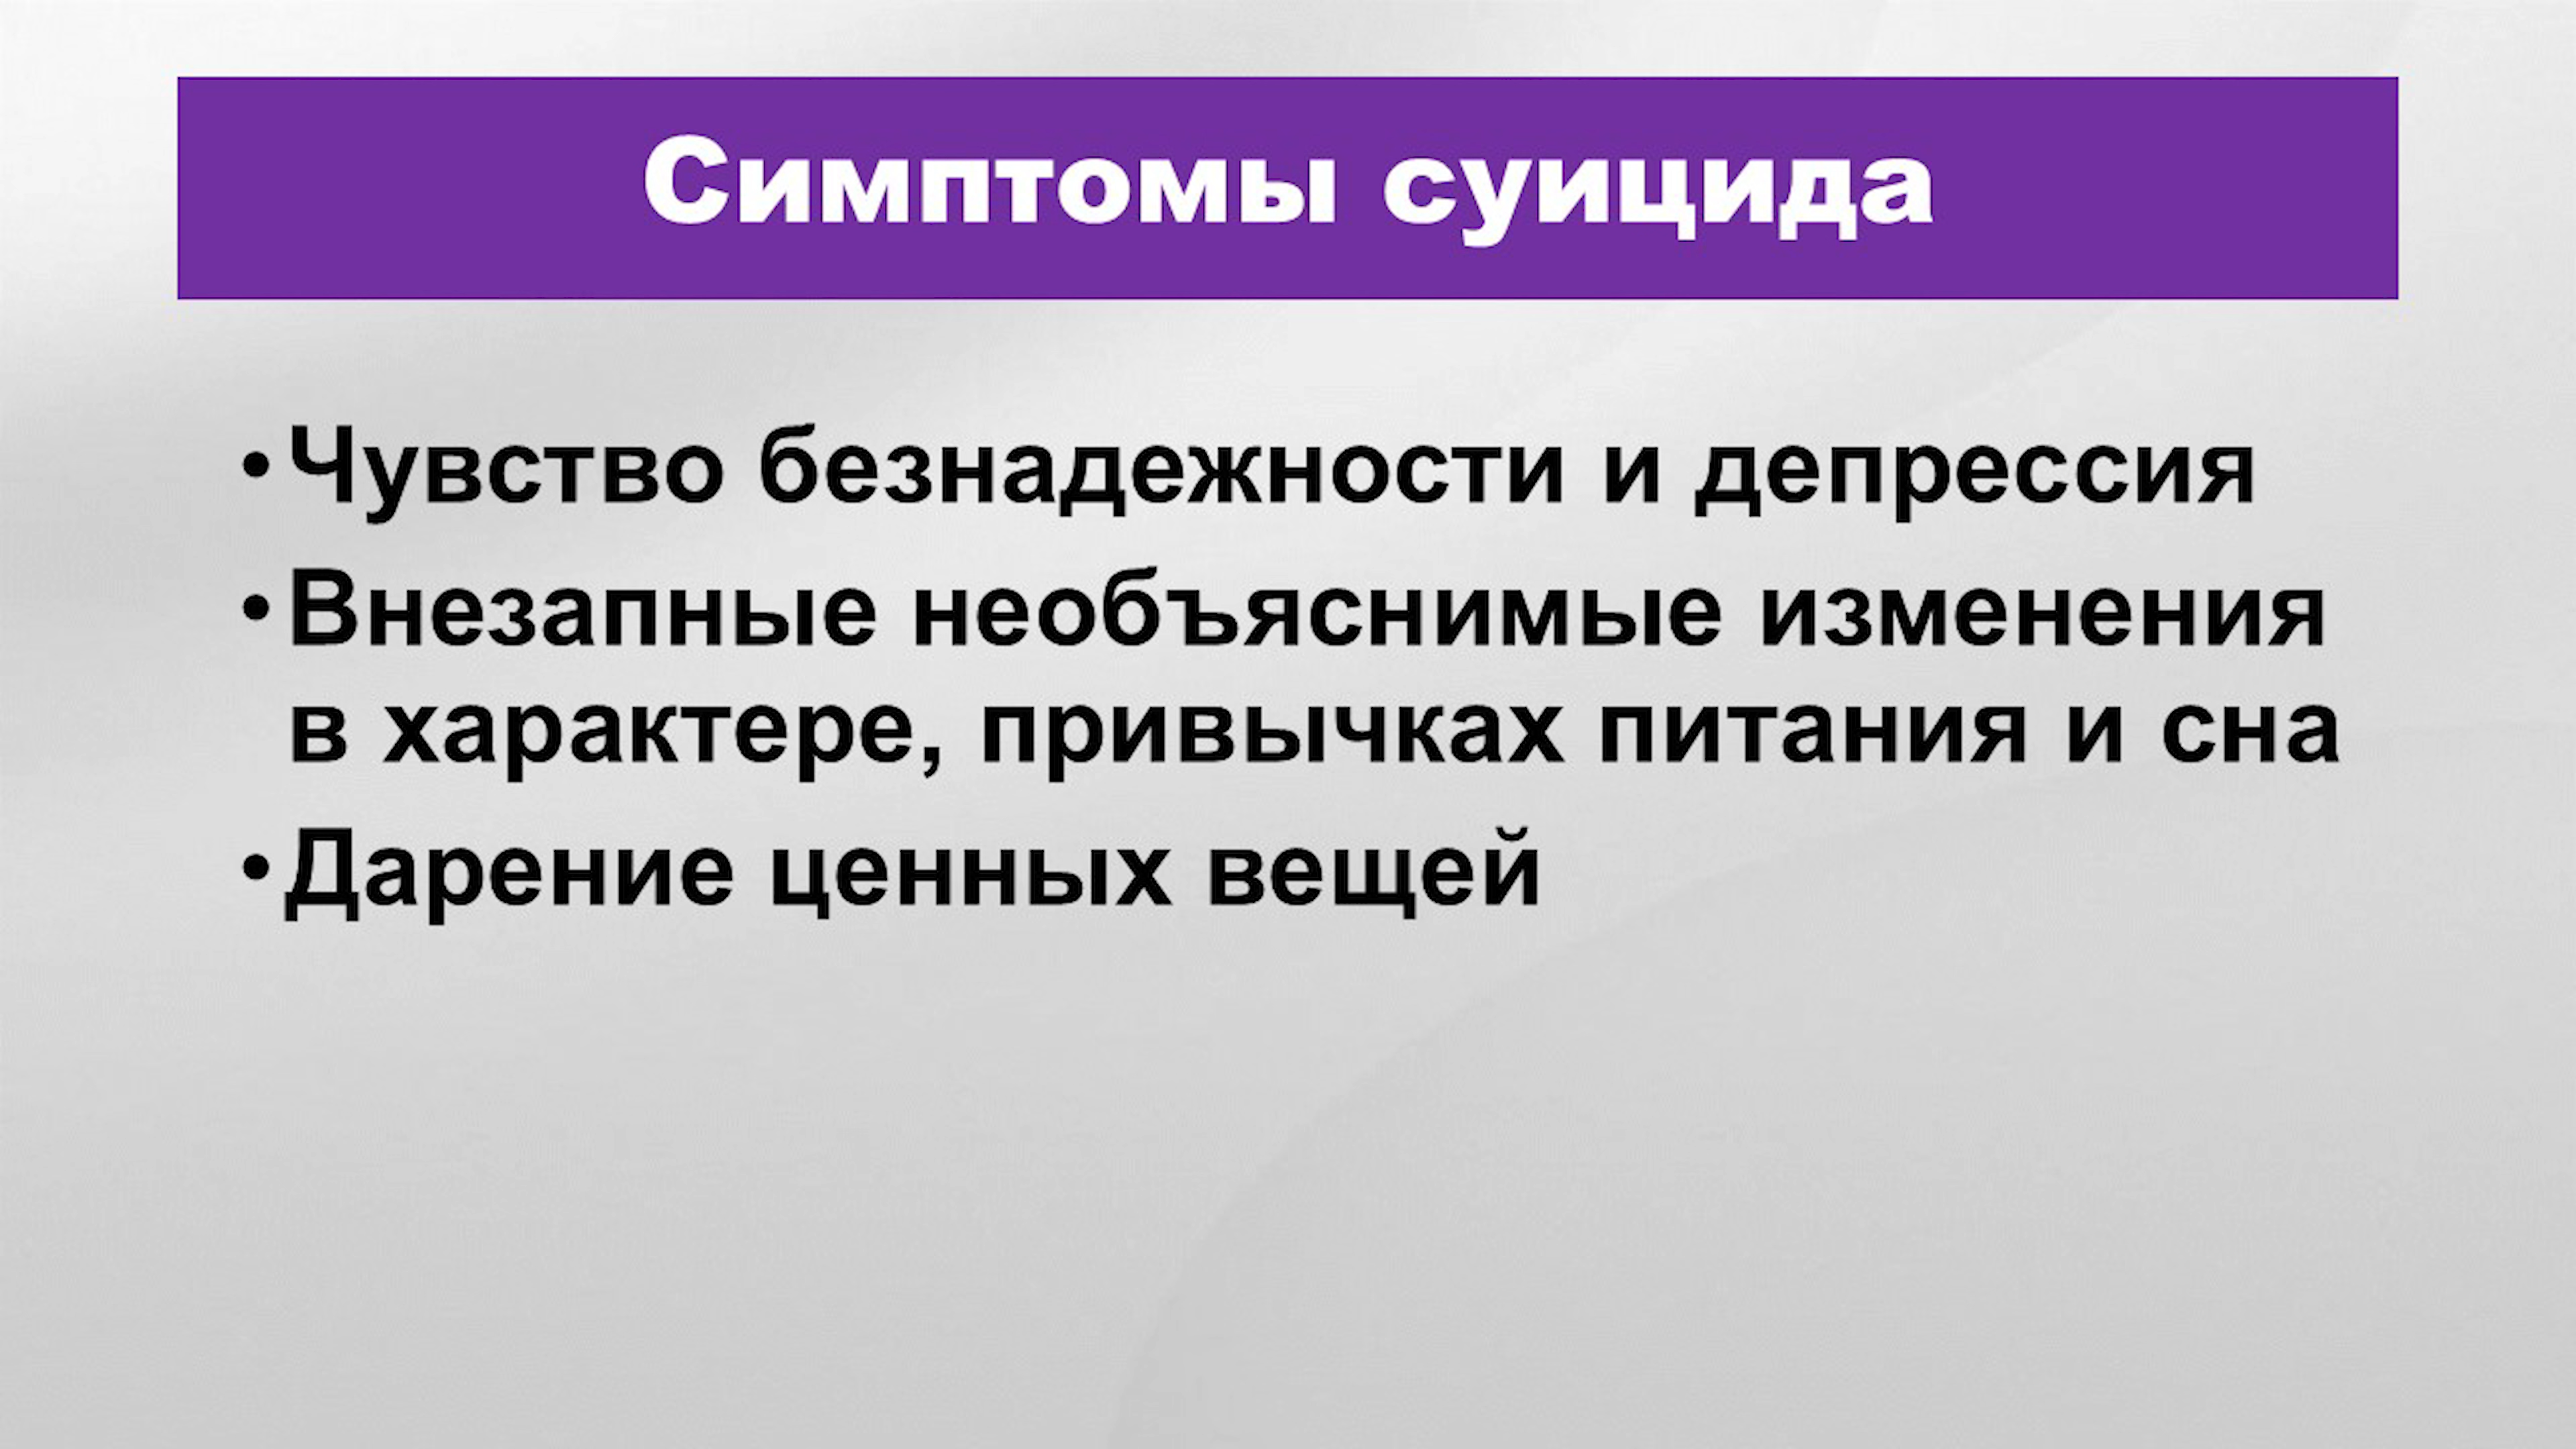 Симптомы суицида
•Чувство безнадежности и депрессия
•Внезапные необъяснимые изменения
в характере, привычках питания и сна
•Дарение ценных вещей